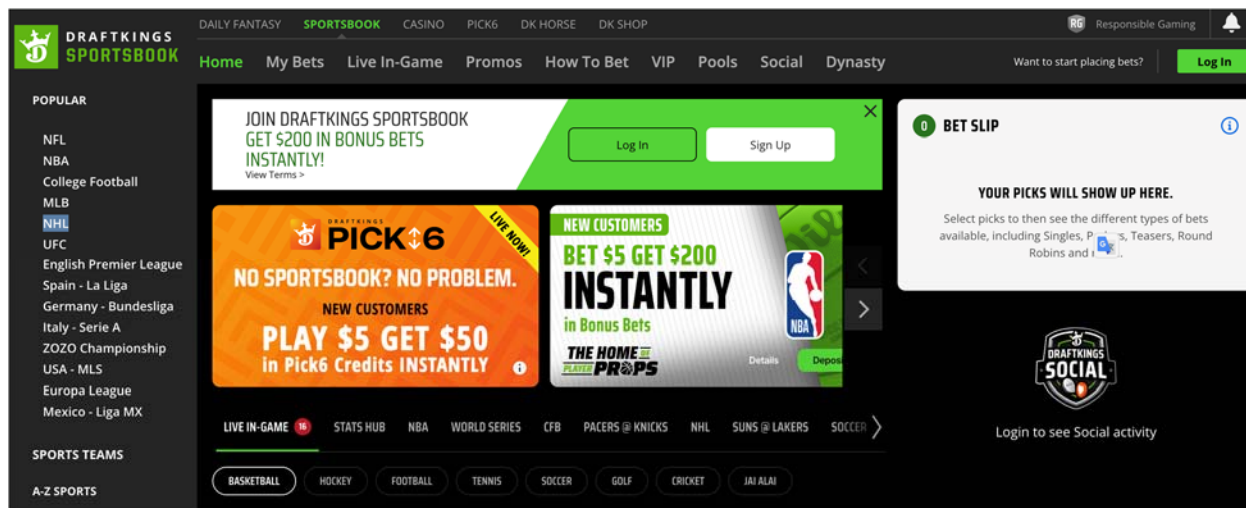 DRAFTKINGS
SPORTSBOOK
DAILY FANTASY SPORTSBOOK CASINO PICK6 DK HORSE DK SHOP
RG Responsible Gaming
Home My Bets Live In-Game Promos How To Bet VIP Pools Social Dynasty
Want to start placing bets? Log In
POPULAR
NFL
NBA
College Football
MLB
NHL
UFC
English Premier League
Spain - La Liga
Germany - Bundesliga
Italy - Serie A
ZOZO Championship
USA - MLS
Europa League
Mexico - Liga MX
SPORTS TEAMS
A-Z SPORTS
JOIN DRAFTKINGS SPORTSBOOK
GET $200 IN BONUS BETS
INSTANTLY!
View Terms >
Log In Sign Up
DRAFTKINGS
PICK 6
LIVE NOW!
NO SPORTSBOOK? NO PROBLEM.
NEW CUSTOMERS
PLAY $5 GET $50
in Pick6 Credits INSTANTLY
NEW CUSTOMERS
BET $5 GET $200
INSTANTLY
in Bonus Bets
THE HOME OF
PLAYER PROPS
NBA
Details
LIVE IN-GAME 16 STATS HUB NBA WORLD SERIES CFB PACERS @ KNICKS NHL SUNS @ LAKERS SOCCER
BASKETBALL HOCKEY FOOTBALL TENNIS SOCCER GOLF CRICKET JAI ALAI
0 BET SLIP
YOUR PICKS WILL SHOW UP HERE.
Select picks to then see the different types of bets
available, including Singles, Teasers, Round
Robins and
DRAFTKINGS
SOCIAL
Login to see Social activity